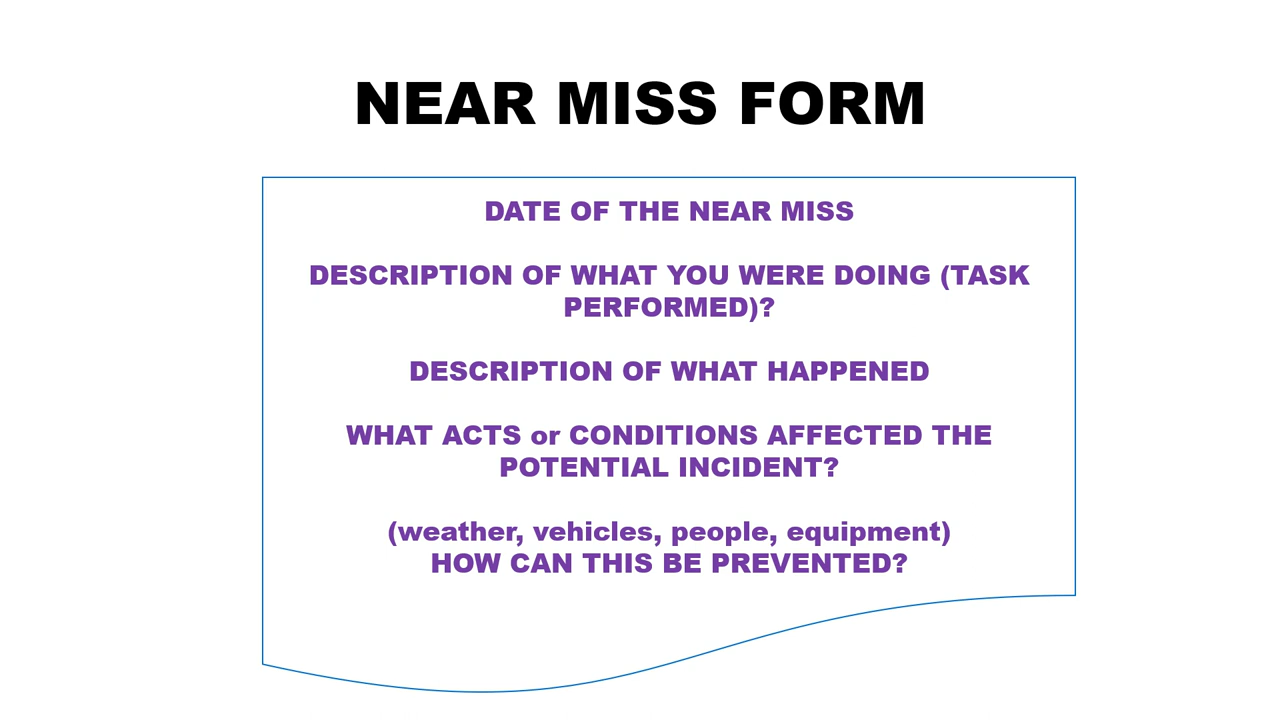 NEAR MISS FORM
DATE OF THE NEAR MISS
DESCRIPTION OF WHAT YOU WERE DOING (TASK
PERFORMED)?
DESCRIPTION OF WHAT HAPPENED
WHAT ACTS or CONDITIONS AFFECTED THE
POTENTIAL INCIDENT?
(weather, vehicles, people, equipment)
HOW CAN THIS BE PREVENTED?